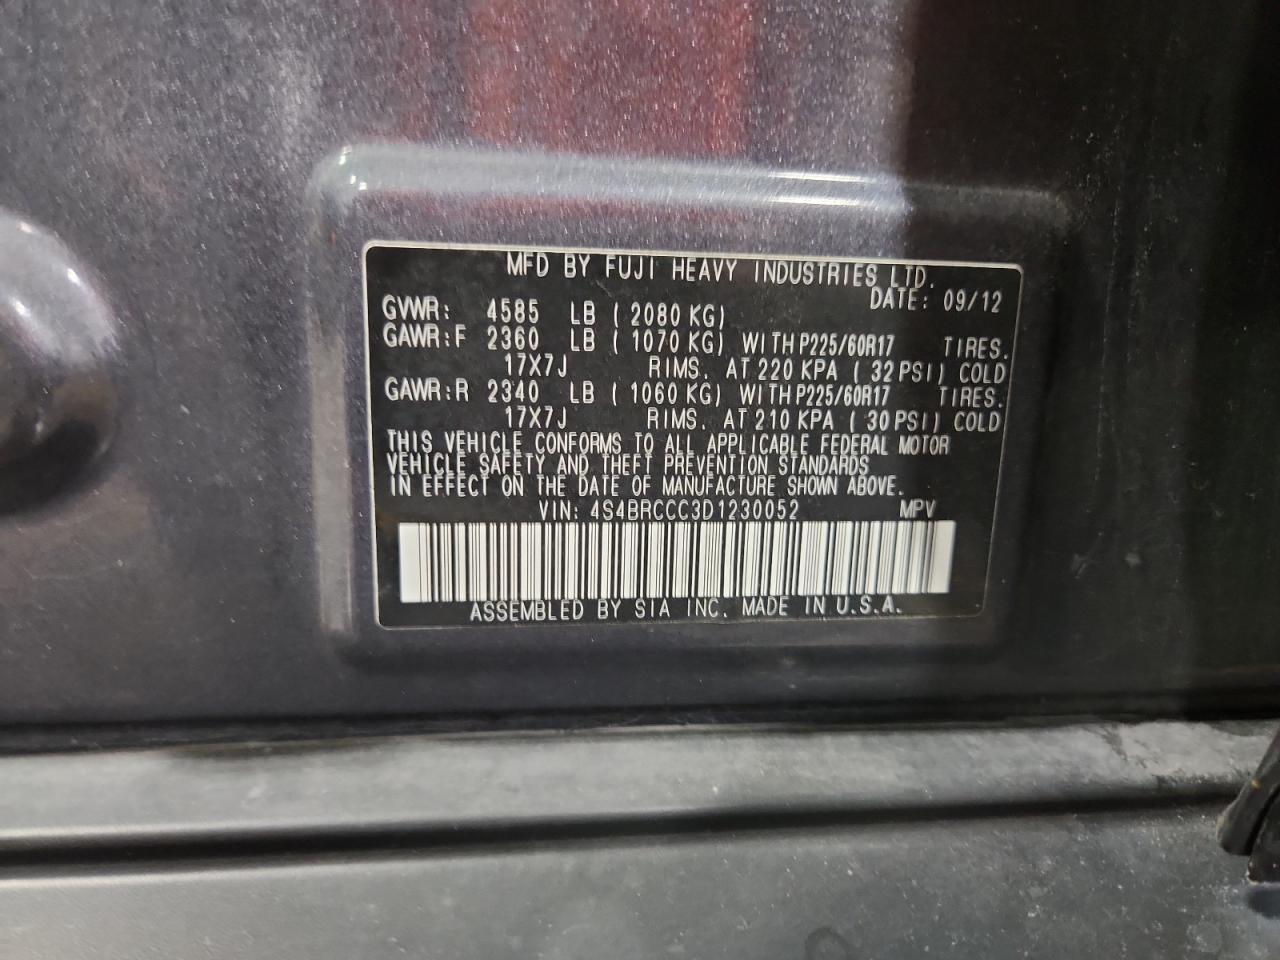 MFD BY FUJI HEAVY INDUSTRIES LTD.
DATE: 09/12
GVWR: 4585 LB ( 2080 KG)
GAWR:F 2360 LB ( 1070 KG) WITH P225/60R17 TIRES.
17X7J RIMS. AT 220 KPA ( 32 PSI) COLD
GAWR:R 2340 LB ( 1060 KG) WITH P225/60R17 TIRES.
17X7J RIMS. AT 210 KPA ( 30 PSI) COLD
THIS VEHICLE CONFORMS TO ALL APPLICABLE FEDERAL MOTOR
VEHICLE SAFETY AND THEFT PREVENTION STANDARDS
IN EFFECT ON THE DATE OF MANUFACTURE SHOWN ABOVE.
VIN: 4S4BRCCC3D1230052 MPV
ASSEMBLED BY SIA INC. MADE IN U.S.A.